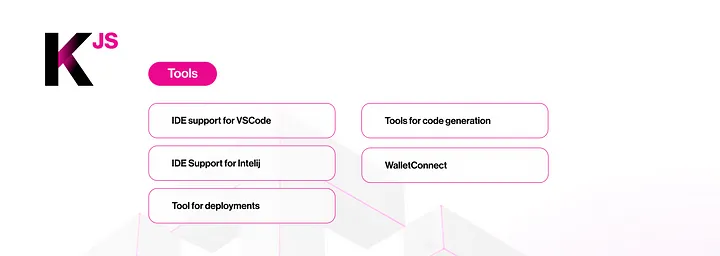 K JS
Tools
IDE support for VSCode
IDE Support for Intelij
Tool for deployments
Tools for code generation
WalletConnect